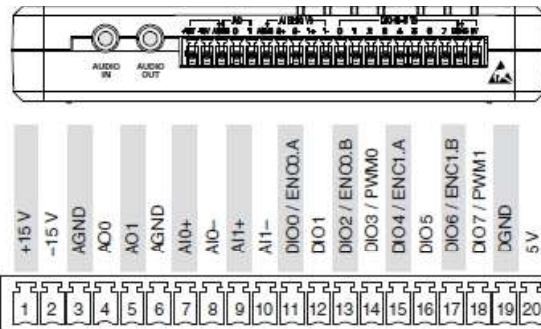 AUDIO IN
AUDIO OUT
+15 V
−15 V
AGND
AO0
AO1
AGND
AI0+
AI0−
AI1+
AI1−
DIO0 / ENC0.A
DIO1
DIO2 / ENC0.B
DIO3 / PWM0
DIO4 / ENC1.A
DIO5
DIO6 / ENC1.B
DIO7 / PWM1
DGND
5 V
1 2 3 4 5 6 7 8 9 10 11 12 13 14 15 16 17 18 19 20